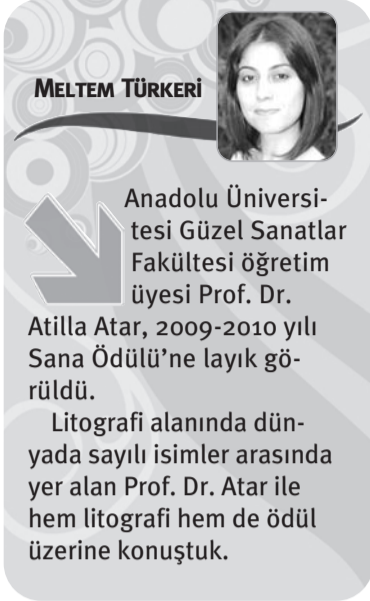 MELTEM TÜRKERİ
Anadolu Üniversi-
tesi Güzel Sanatlar
Fakültesi öğretim
üyesi Prof. Dr.
Atilla Atar, 2009-2010 yılı
Sana Ödülü'ne layık gö-
rüldü.
Litografi alanında dün-
yada sayılı isimler arasında
yer alan Prof. Dr. Atar ile
hem litografi hem de ödül
üzerine konuştuk.